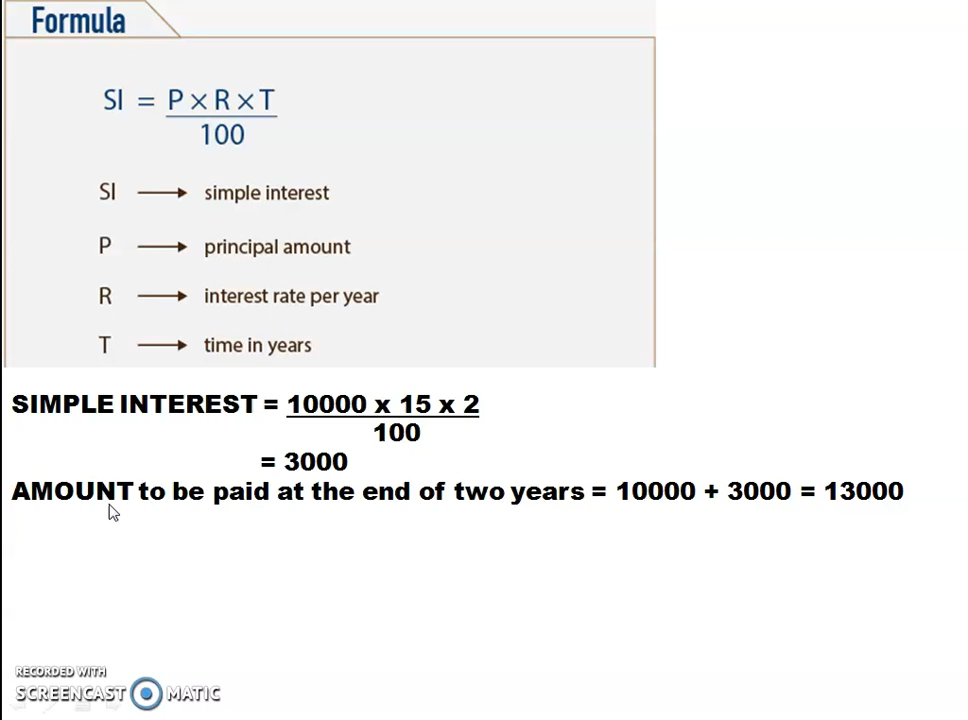 Formula
SI = P × R × T
100
SI → simple interest
P → principal amount
R → interest rate per year
T → time in years
SIMPLE INTEREST = 10000 x 15 x 2
100
= 3000
AMOUNT to be paid at the end of two years = 10000 + 3000 = 13000
RECORDED WITH
SCREENCAST MATIC